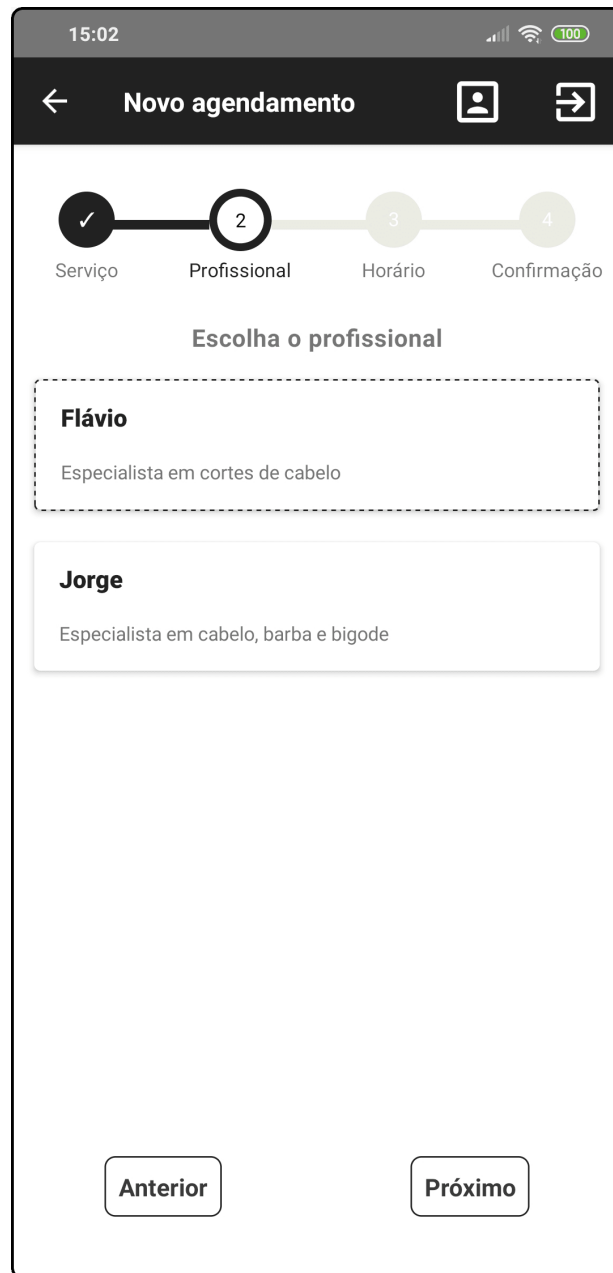 15:02
100
Novo agendamento
✓ 2 3 4
Serviço Profissional Horário Confirmação
Escolha o profissional
Flávio
Especialista em cortes de cabelo
Jorge
Especialista em cabelo, barba e bigode
Anterior Próximo